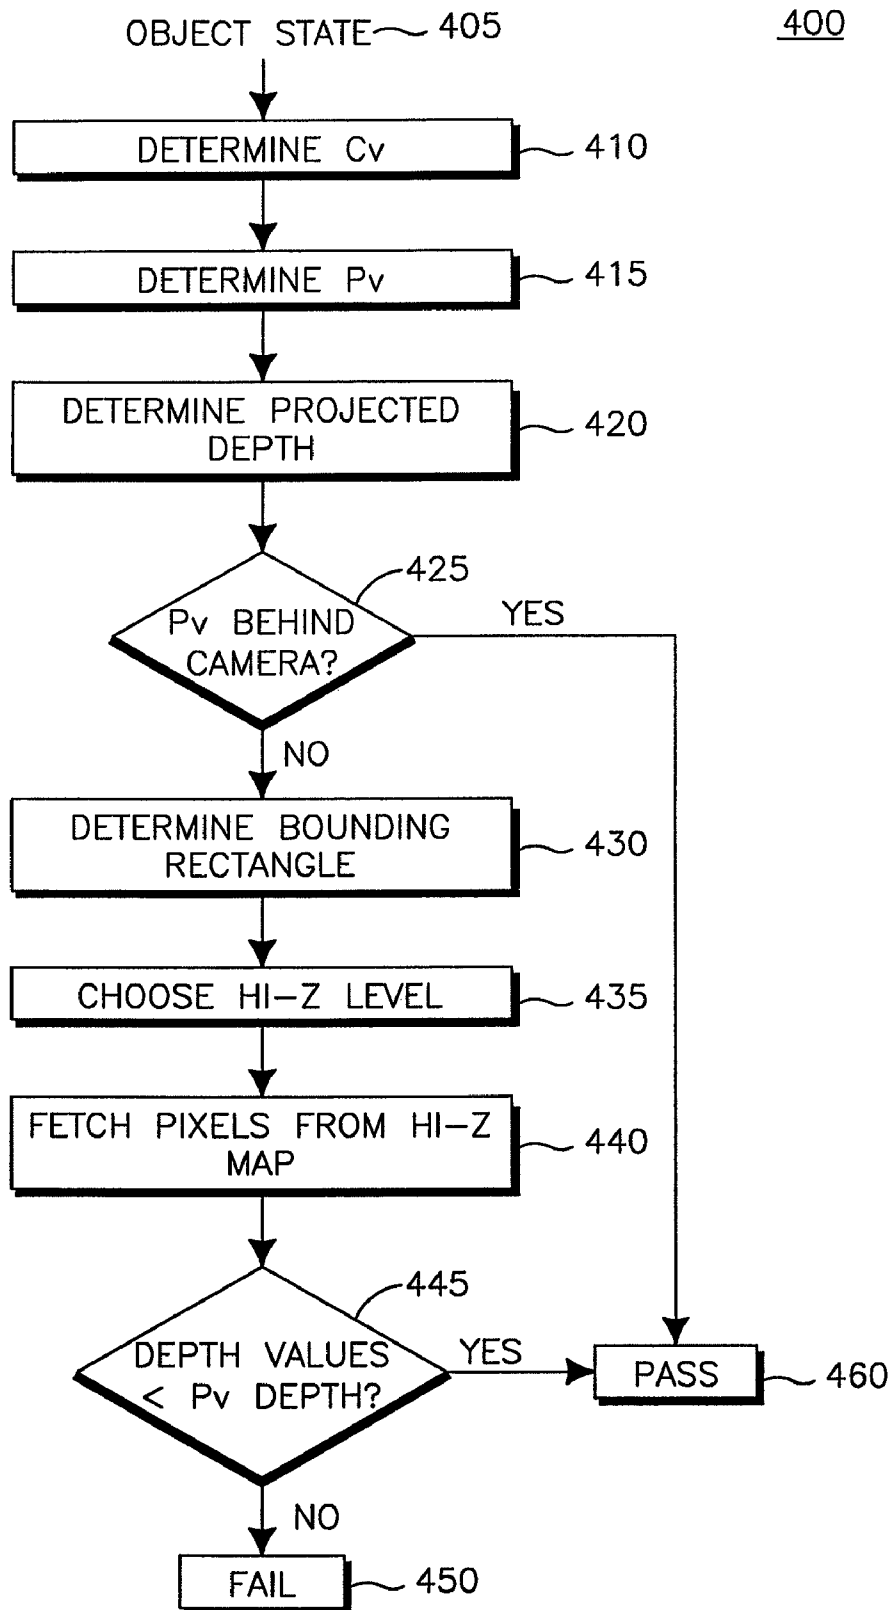 OBJECT STATE 405
400
DETERMINE Cv 410
DETERMINE Pv 415
DETERMINE PROJECTED
DEPTH
420
425
Pv BEHIND
CAMERA?
YES
NO
DETERMINE BOUNDING
RECTANGLE
430
CHOOSE HI-Z LEVEL 435
FETCH PIXELS FROM HI-Z
MAP
440
445
DEPTH VALUES
< Pv DEPTH?
YES
PASS 460
NO
FAIL 450